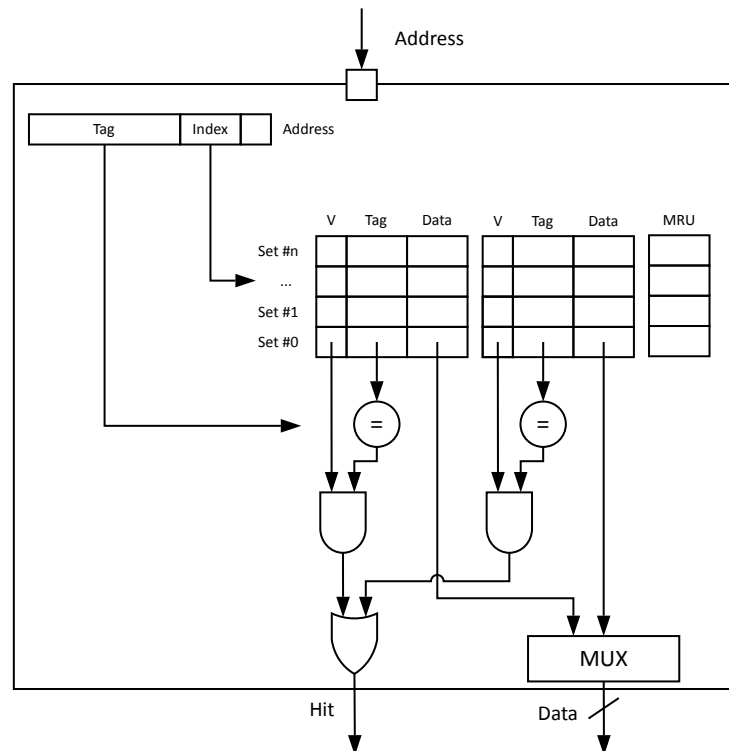 Address
Tag Index Address
V Tag Data V Tag Data MRU
Set #n
...
Set #1
Set #0
= =
MUX
Hit Data